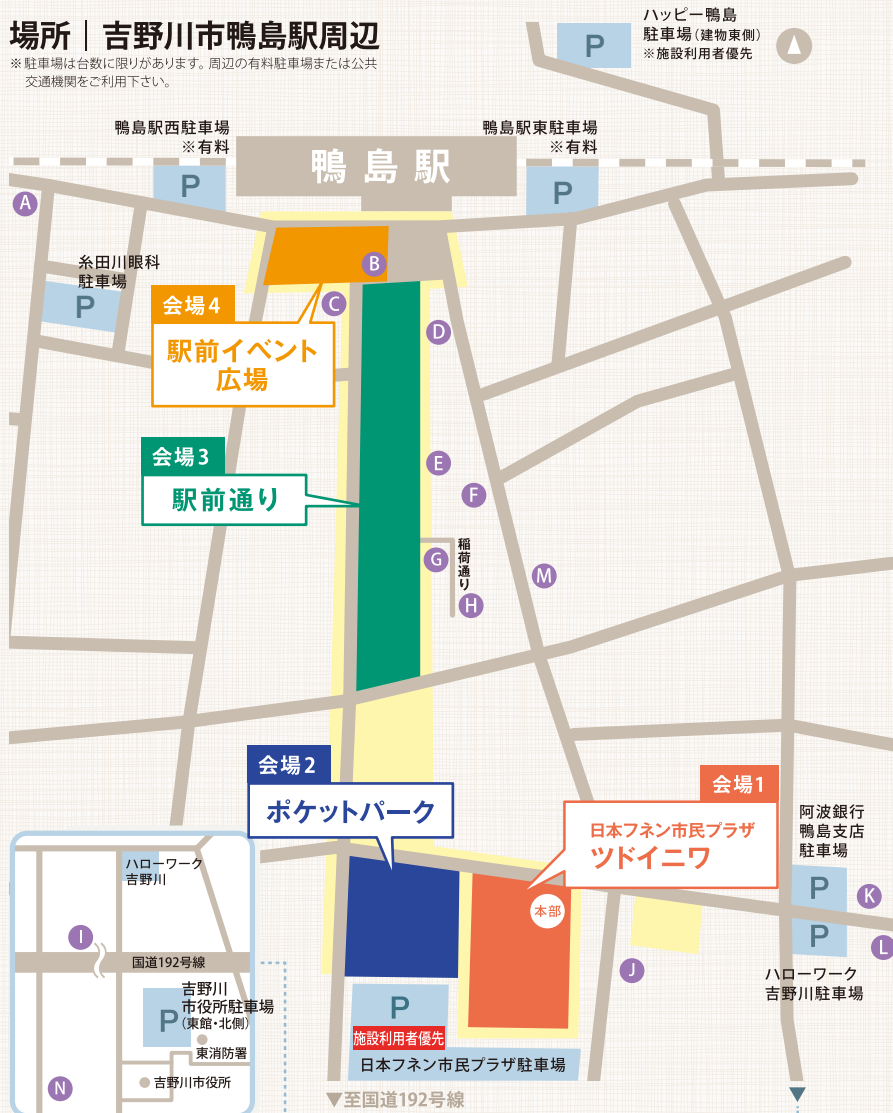 場所｜吉野川市鴨島駅周辺
※駐車場は台数に限りがあります。周辺の有料駐車場または公共
交通機関をご利用下さい。
ハッピー鴨島
駐車場（建物東側）
※施設利用者優先
P
鴨島駅西駐車場
※有料
P
鴨島駅
鴨島駅東駐車場
※有料
P
A
糸田川眼科
駐車場
P
B
C
D
会場4
駅前イベント
広場
会場3
駅前通り
E
F
G
稲荷通り
H
M
会場2
ポケットパーク
会場1
日本フネン市民プラザ
ツドイニワ
本部
阿波銀行
鴨島支店
駐車場
P
K
P
L
J
ハローワーク
吉野川駐車場
P
施設利用者優先
日本フネン市民プラザ駐車場
▼至国道192号線
ハローワーク
吉野川
I
国道192号線
吉野川
市役所駐車場
（東館・北側）
P
東消防署
吉野川市役所
N